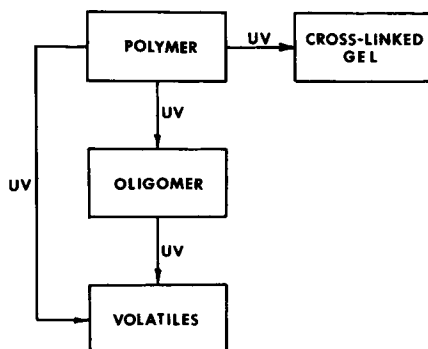 POLYMER
UV
CROSS-LINKED
GEL
UV
OLIGOMER
UV
UV
VOLATILES